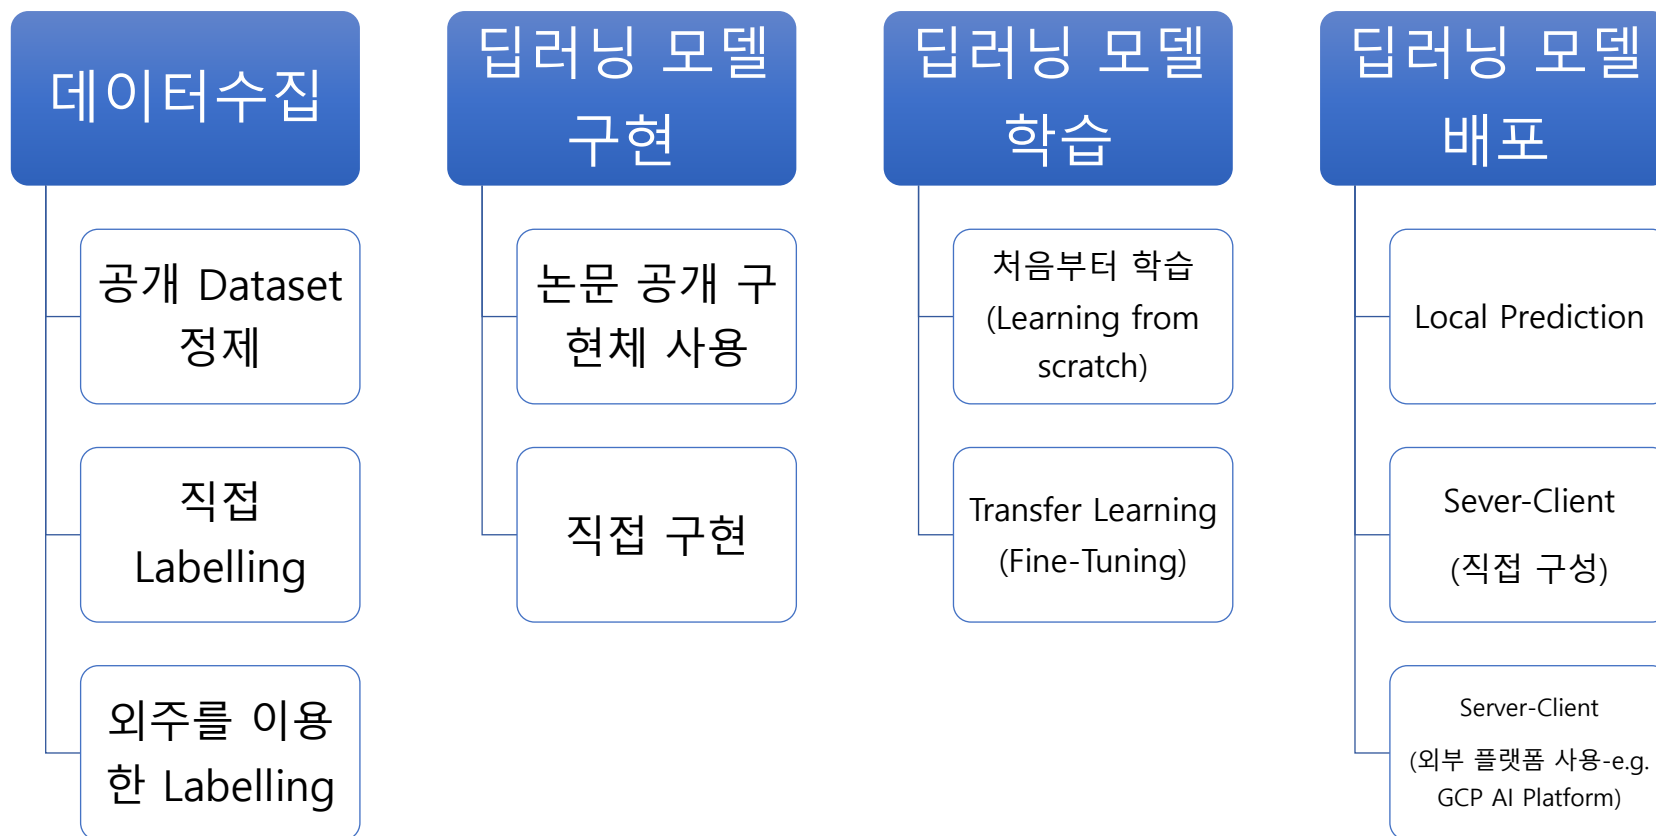 데이터수집
공개 Dataset
정제
직접
Labelling
외주를 이용
한 Labelling
딥러닝 모델
구현
논문 공개 구
현체 사용
직접 구현
딥러닝 모델
학습
처음부터 학습
(Learning from
scratch)
Transfer Learning
(Fine-Tuning)
딥러닝 모델
배포
Local Prediction
Sever-Client
(직접 구성)
Server-Client
(외부 플랫폼 사용-e.g.
GCP AI Platform)